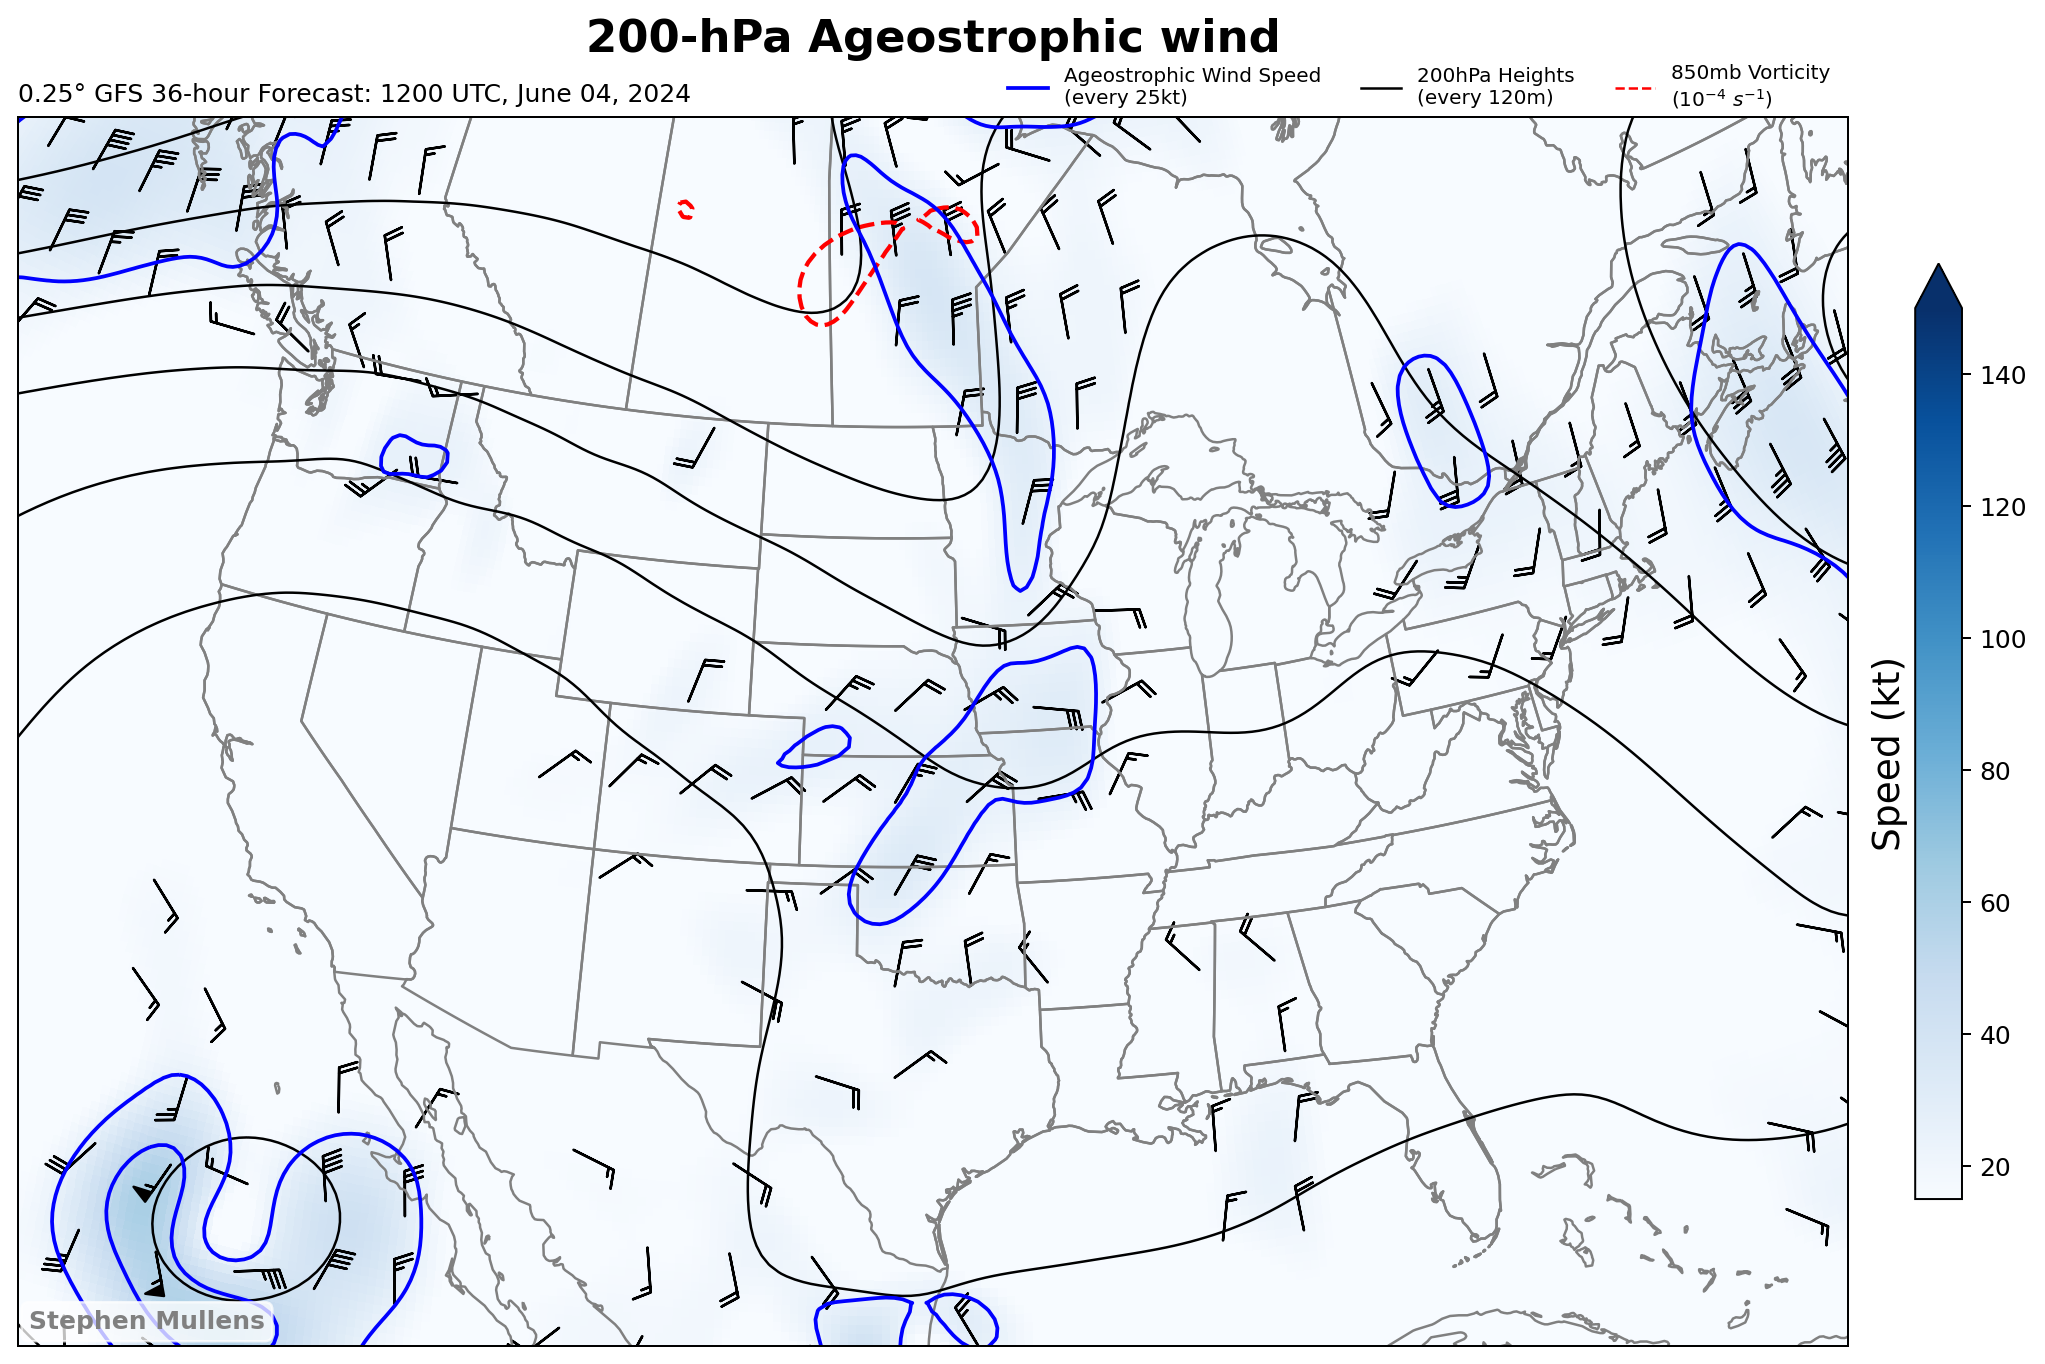 200-hPa Ageostrophic wind
0.25° GFS 36-hour Forecast: 1200 UTC, June 04, 2024
Ageostrophic Wind Speed
(every 25kt)
200hPa Heights
(every 120m)
850mb Vorticity
(10⁻⁴ s⁻¹)
140
120
100
80
60
40
20
Speed (kt)
Stephen Mullens